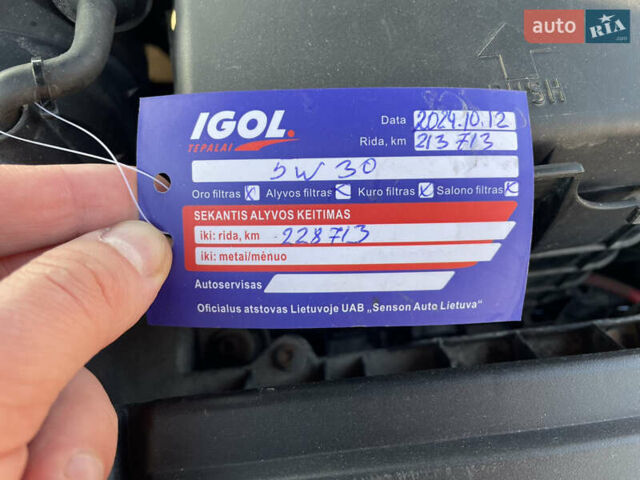 auto RIA.com
PUSH
IGOL.
TEPALAI
Data 2024.10.12
Rida, km 213 713
5W30
Oro filtras Alyvos filtras Kuro filtras Salono filtras
SEKANTIS ALYVOS KEITIMAS
iki: rida, km 228713
iki: metai/mėnuo
Autoservisas
Oficialus atstovas Lietuvoje UAB „Senson Auto Lietuva“